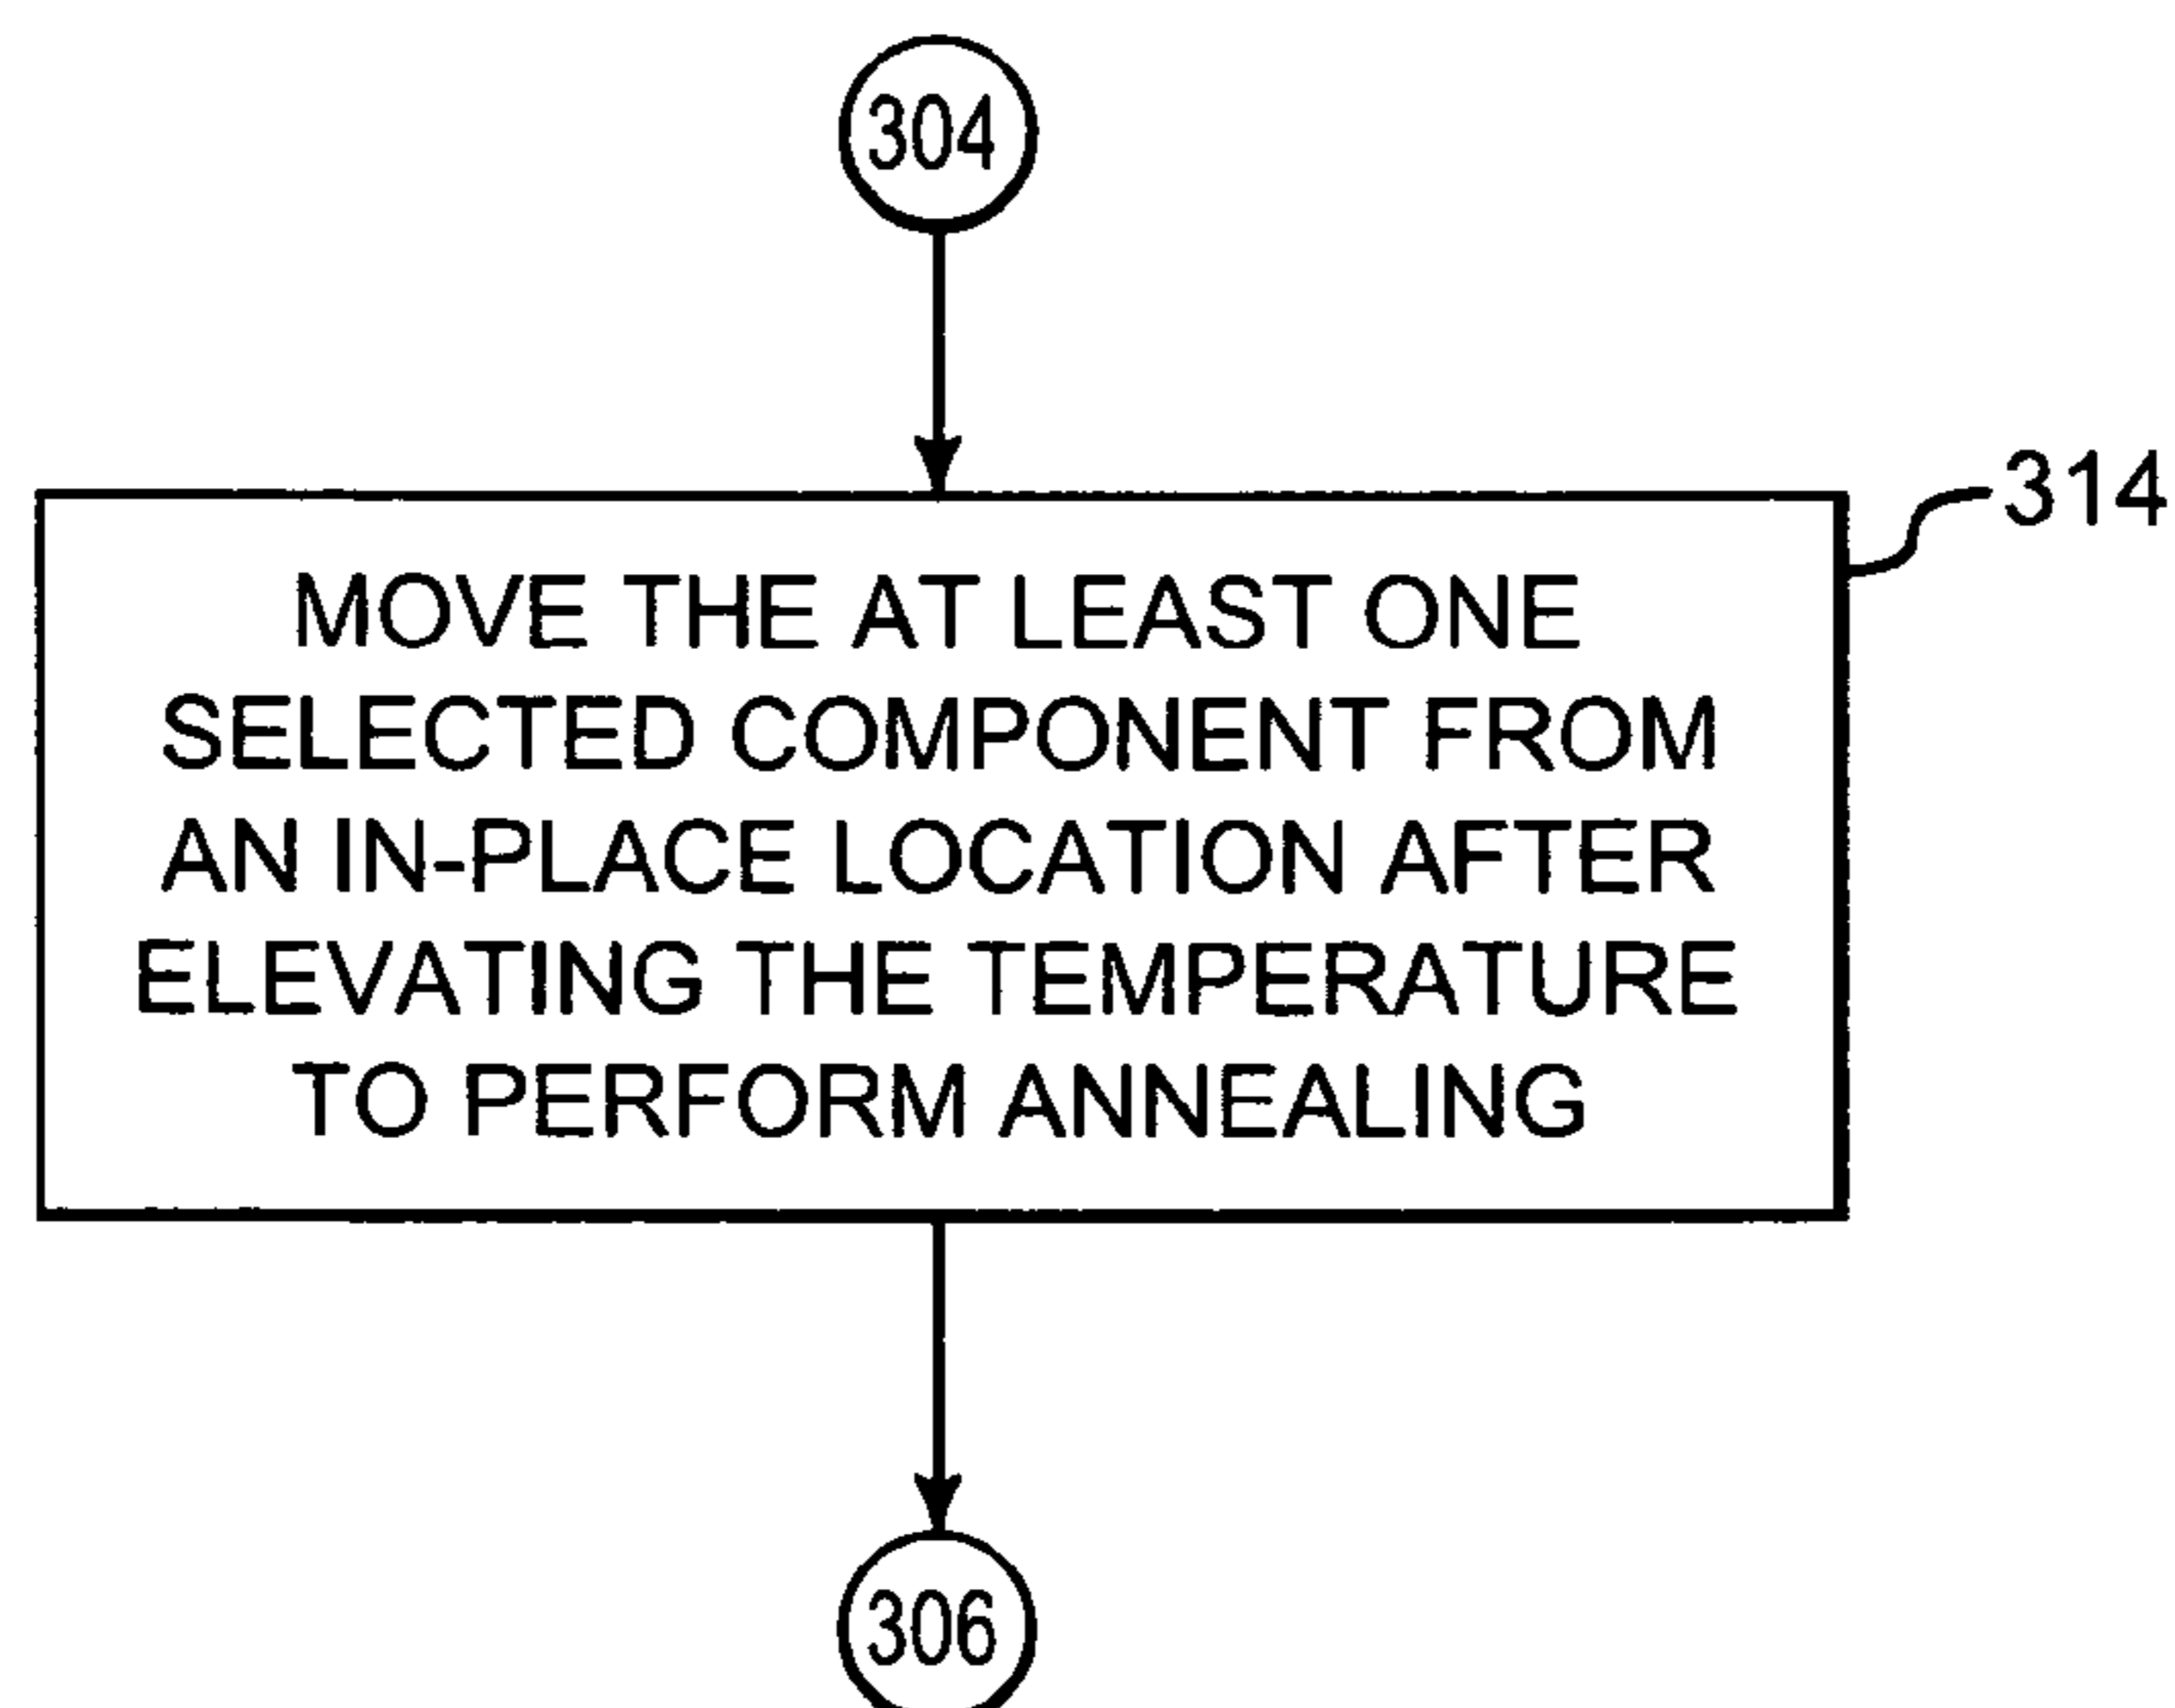 304
314
MOVE THE AT LEAST ONE
SELECTED COMPONENT FROM
AN IN-PLACE LOCATION AFTER
ELEVATING THE TEMPERATURE
TO PERFORM ANNEALING
306